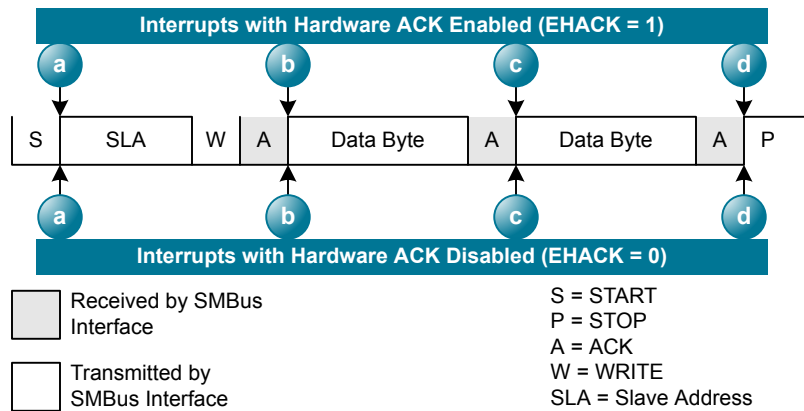 Interrupts with Hardware ACK Enabled (EHACK = 1)
a b c d
S SLA W A Data Byte A Data Byte A P
a b c d
Interrupts with Hardware ACK Disabled (EHACK = 0)
Received by SMBus
Interface
Transmitted by
SMBus Interface
S = START
P = STOP
A = ACK
W = WRITE
SLA = Slave Address